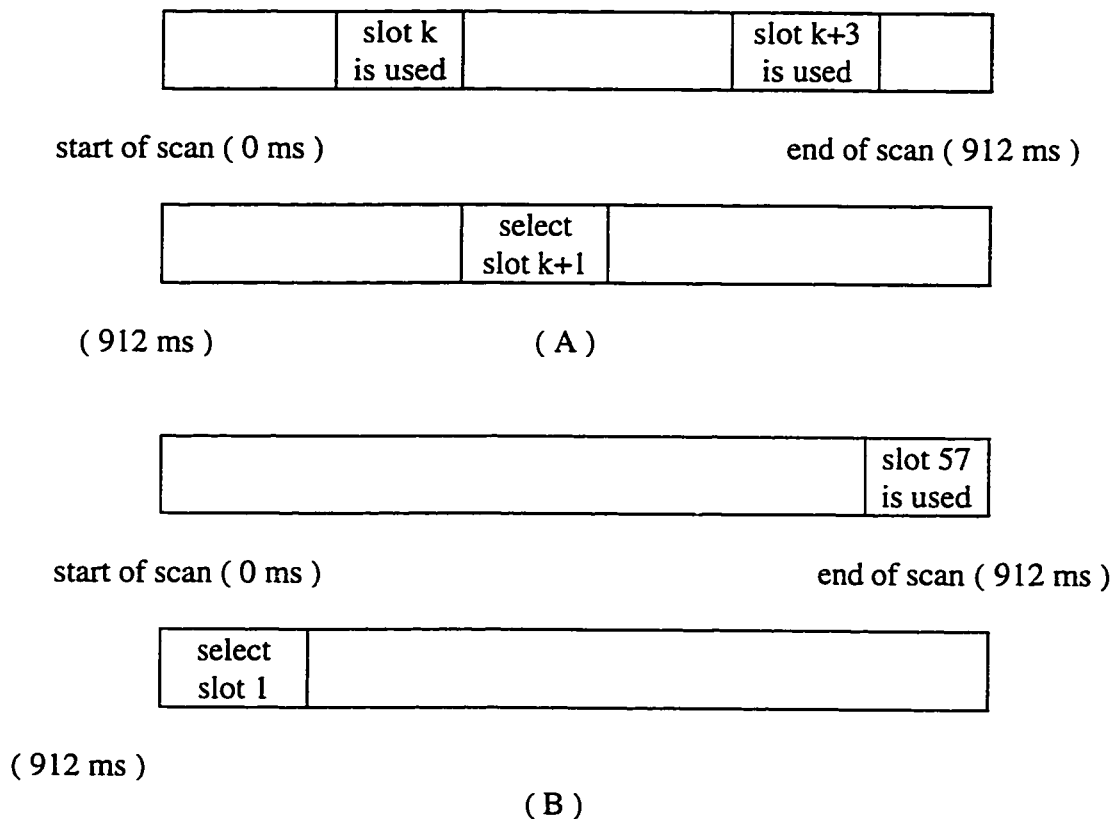 slot k
is used
slot k+3
is used
start of scan ( 0 ms )
end of scan ( 912 ms )
select
slot k+1
( 912 ms )
( A )
slot 57
is used
start of scan ( 0 ms )
end of scan ( 912 ms )
select
slot 1
( 912 ms )
( B )